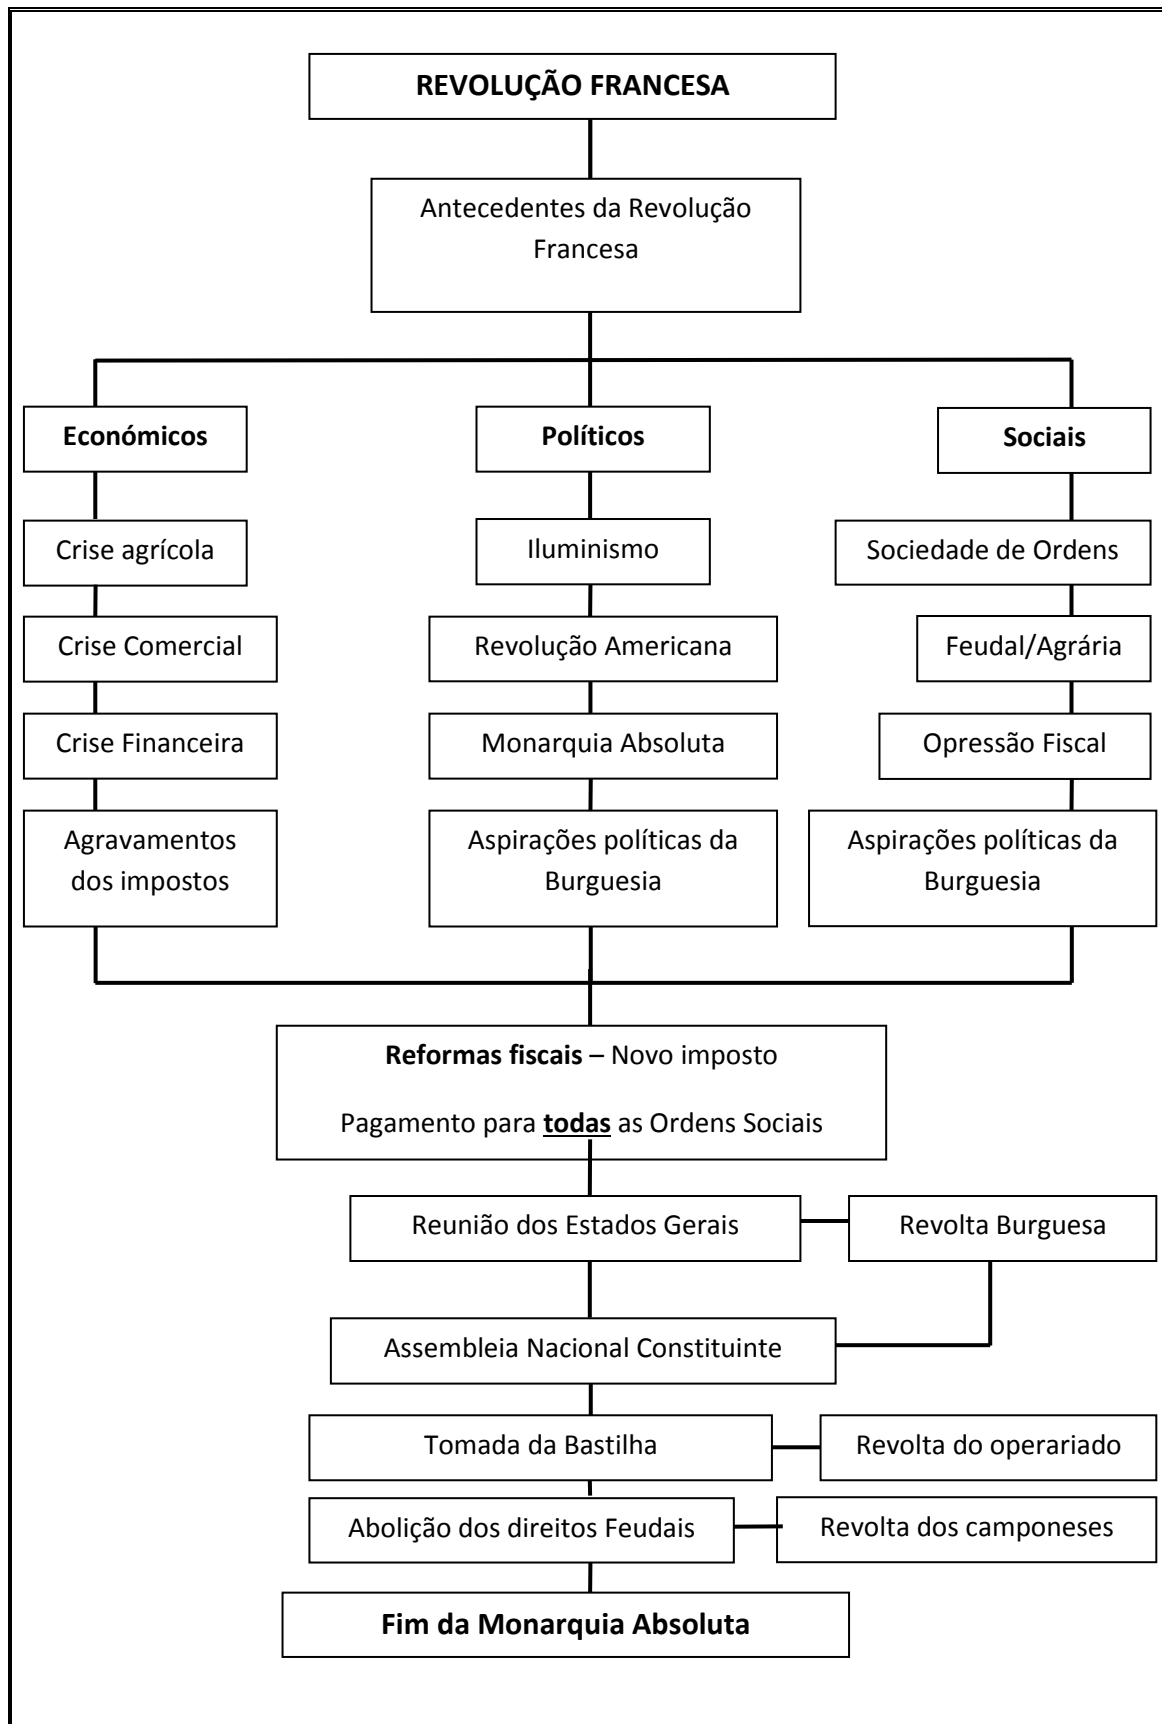 REVOLUÇÃO FRANCESA
Antecedentes da Revolução
Francesa
Económicos
Políticos
Sociais
Crise agrícola
Iluminismo
Sociedade de Ordens
Crise Comercial
Revolução Americana
Feudal/Agrária
Crise Financeira
Monarquia Absoluta
Opressão Fiscal
Agravamentos
dos impostos
Aspirações políticas da
Burguesia
Aspirações políticas da
Burguesia
Reformas fiscais – Novo imposto
Pagamento para todas as Ordens Sociais
Reunião dos Estados Gerais
Revolta Burguesa
Assembleia Nacional Constituinte
Tomada da Bastilha
Revolta do operariado
Abolição dos direitos Feudais
Revolta dos camponeses
Fim da Monarquia Absoluta